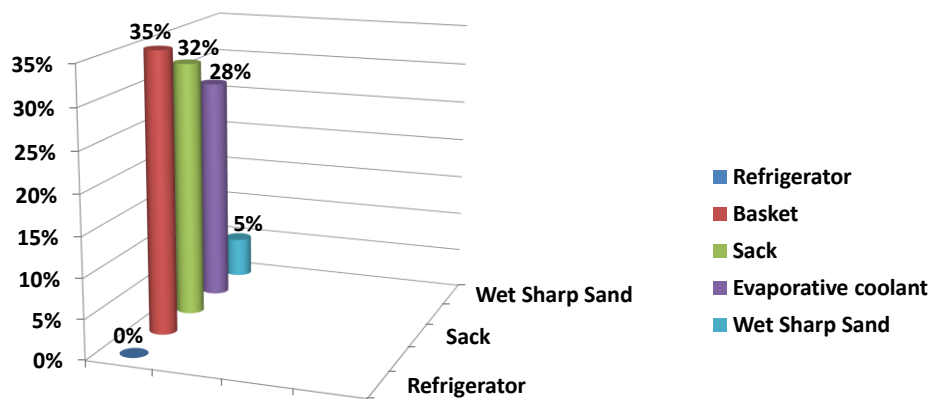 35%
32%
28%
5%
0%
35%
30%
25%
20%
15%
10%
5%
0%
Wet Sharp Sand
Sack
Refrigerator
Refrigerator
Basket
Sack
Evaporative coolant
Wet Sharp Sand